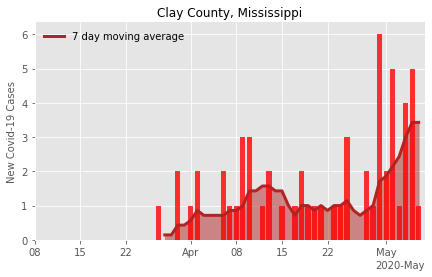 Clay County, Mississippi
7 day moving average
New Covid-19 Cases
6
5
4
3
2
1
0
08 15 22 Apr 08 15 22 May
2020-May